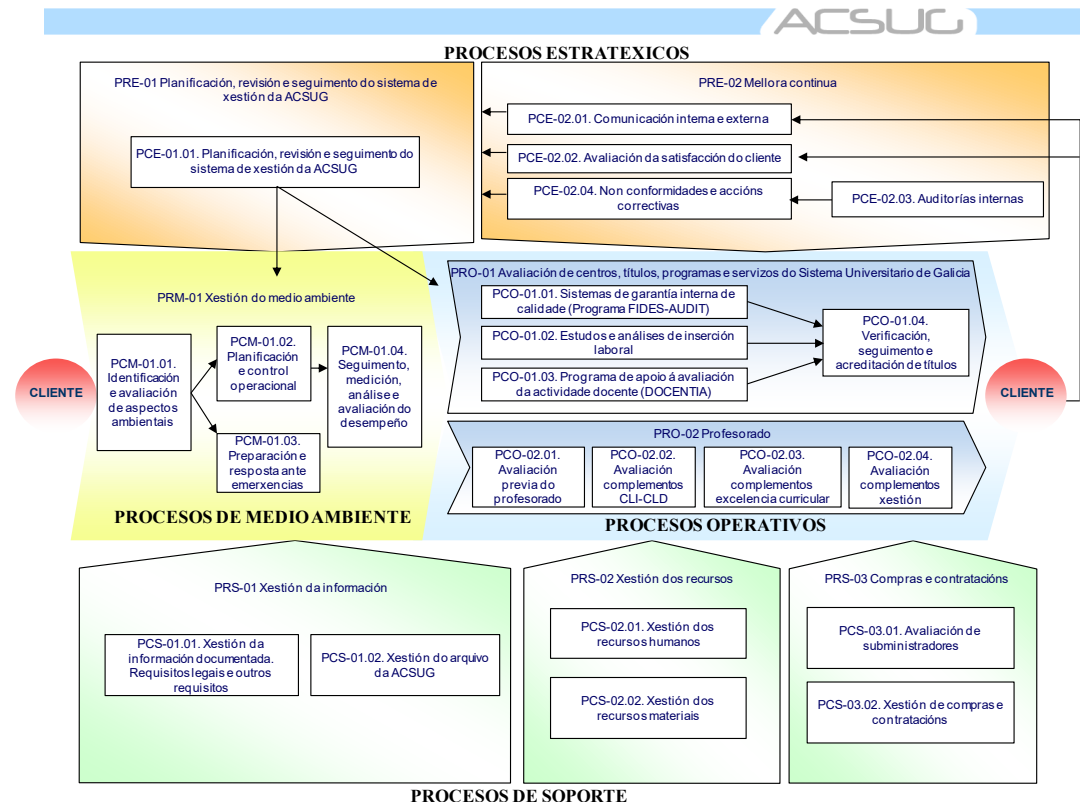 ACSUG
PROCESOS ESTRATEXICOS
PRE-01 Planificación, revisión e seguimento do sistema de
xestión da ACSUG
PCE-01.01. Planificación, revisión e seguimento do
sistema de xestión da ACSUG
PRE-02 Mellora continua
PCE-02.01. Comunicación interna e externa
PCE-02.02. Avaliación da satisfacción do cliente
PCE-02.04. Non conformidades e accións
correctivas
PCE-02.03. Auditorías internas
CLIENTE
PRM-01 Xestión do medio ambiente
PCM-01.01.
Identificación
e avaliación
de aspectos
ambientais
PCM-01.02.
Planificación
e control
operacional
PCM-01.03.
Preparación e
resposta ante
emerxencias
PCM-01.04.
Seguimento,
medición,
análise e
avaliación do
desempeño
PROCESOS DE MEDIO AMBIENTE
PRO-01 Avaliación de centros, títulos, programas e servizos do Sistema Universitario de Galicia
PCO-01.01. Sistemas de garantía interna de
calidade (Programa FIDES-AUDIT)
PCO-01.02. Estudos e análises de inserción
laboral
PCO-01.03. Programa de apoio á avaliación
da actividade docente (DOCENTIA)
PCO-01.04.
Verificación,
seguimento e
acreditación de títulos
CLIENTE
PRO-02 Profesorado
PCO-02.01.
Avaliación
previa do
profesorado
PCO-02.02.
Avaliación
complementos
CLI-CLD
PCO-02.03.
Avaliación
complementos
excelencia curricular
PCO-02.04.
Avaliación
complementos
xestión
PROCESOS OPERATIVOS
PRS-01 Xestión da información
PCS-01.01. Xestión da
información documentada.
Requisitos legais e outros
requisitos
PCS-01.02. Xestión do arquivo
da ACSUG
PRS-02 Xestión dos recursos
PCS-02.01. Xestión dos
recursos humanos
PCS-02.02. Xestión dos
recursos materiais
PRS-03 Compras e contratacións
PCS-03.01. Avaliación de
subministradores
PCS-03.02. Xestión de compras e
contratacións
PROCESOS DE SOPORTE